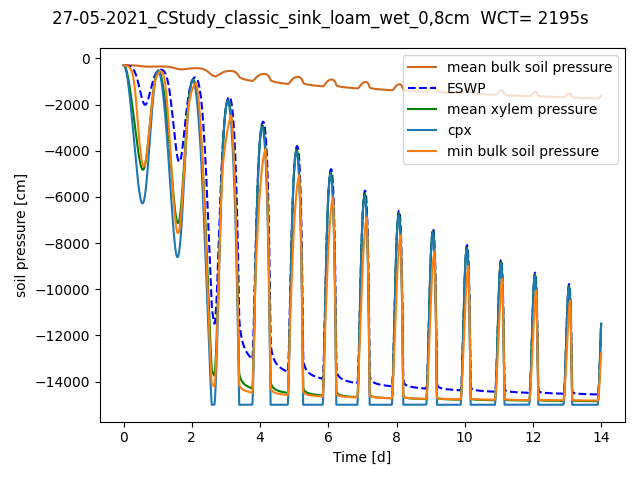 27-05-2021_CStudy_classic_sink_loam_wet_0,8cm  WCT= 2195s
mean bulk soil pressure
ESWP
mean xylem pressure
cpx
min bulk soil pressure
soil pressure [cm]
0
−2000
−4000
−6000
−8000
−10000
−12000
−14000
0 2 4 6 8 10 12 14
Time [d]